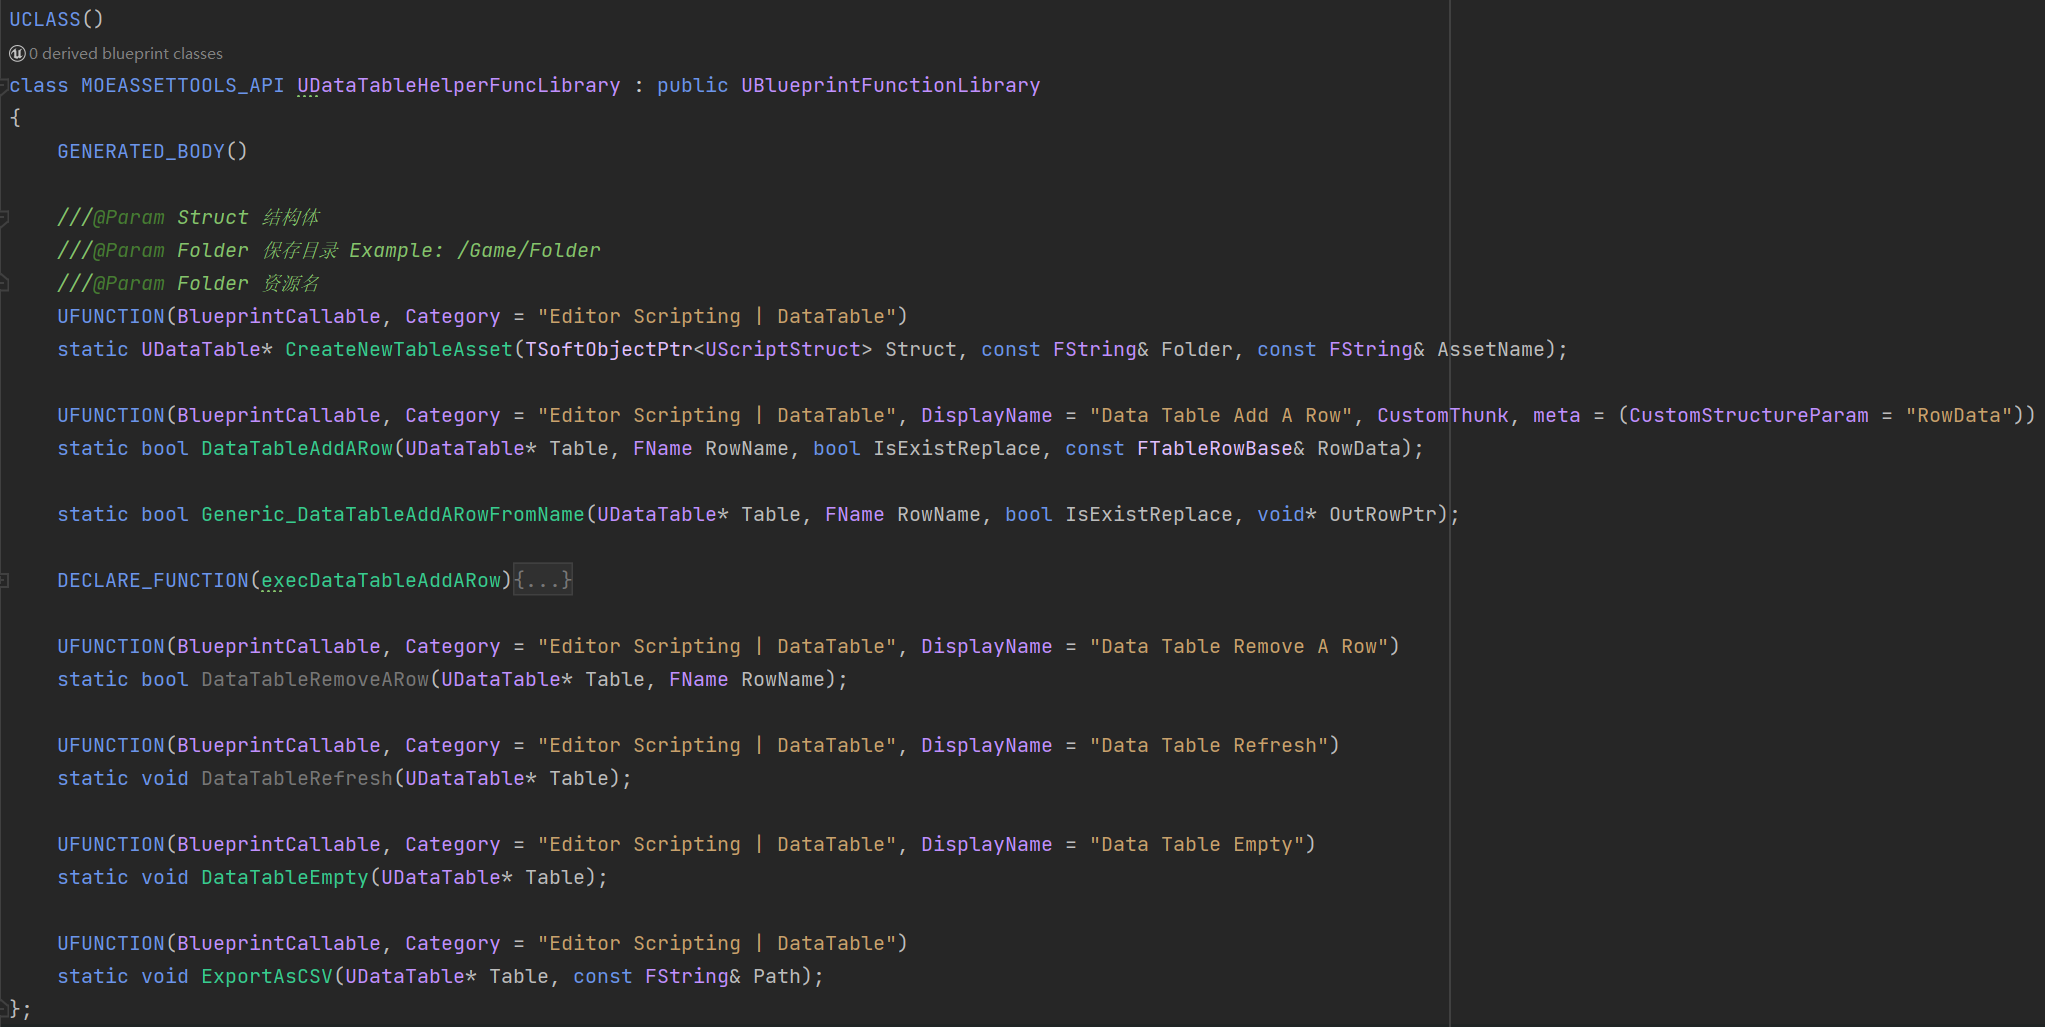 UCLASS()
0 derived blueprint classes
class MOEASSETTOOLS_API UDataTableHelperFuncLibrary : public UBlueprintFunctionLibrary
{
GENERATED_BODY()
///@Param Struct 结构体
///@Param Folder 保存目录 Example: /Game/Folder
///@Param Folder 资源名
UFUNCTION(BlueprintCallable, Category = "Editor Scripting | DataTable")
static UDataTable* CreateNewTableAsset(TSoftObjectPtr<UScriptStruct> Struct, const FString& Folder, const FString& AssetName);
UFUNCTION(BlueprintCallable, Category = "Editor Scripting | DataTable", DisplayName = "Data Table Add A Row", CustomThunk, meta = (CustomStructureParam = "RowData"))
static bool DataTableAddARow(UDataTable* Table, FName RowName, bool IsExistReplace, const FTableRowBase& RowData);
static bool Generic_DataTableAddARowFromName(UDataTable* Table, FName RowName, bool IsExistReplace, void* OutRowPtr);
DECLARE_FUNCTION(execDataTableAddARow){...}
UFUNCTION(BlueprintCallable, Category = "Editor Scripting | DataTable", DisplayName = "Data Table Remove A Row")
static bool DataTableRemoveARow(UDataTable* Table, FName RowName);
UFUNCTION(BlueprintCallable, Category = "Editor Scripting | DataTable", DisplayName = "Data Table Refresh")
static void DataTableRefresh(UDataTable* Table);
UFUNCTION(BlueprintCallable, Category = "Editor Scripting | DataTable", DisplayName = "Data Table Empty")
static void DataTableEmpty(UDataTable* Table);
UFUNCTION(BlueprintCallable, Category = "Editor Scripting | DataTable")
static void ExportAsCSV(UDataTable* Table, const FString& Path);
};